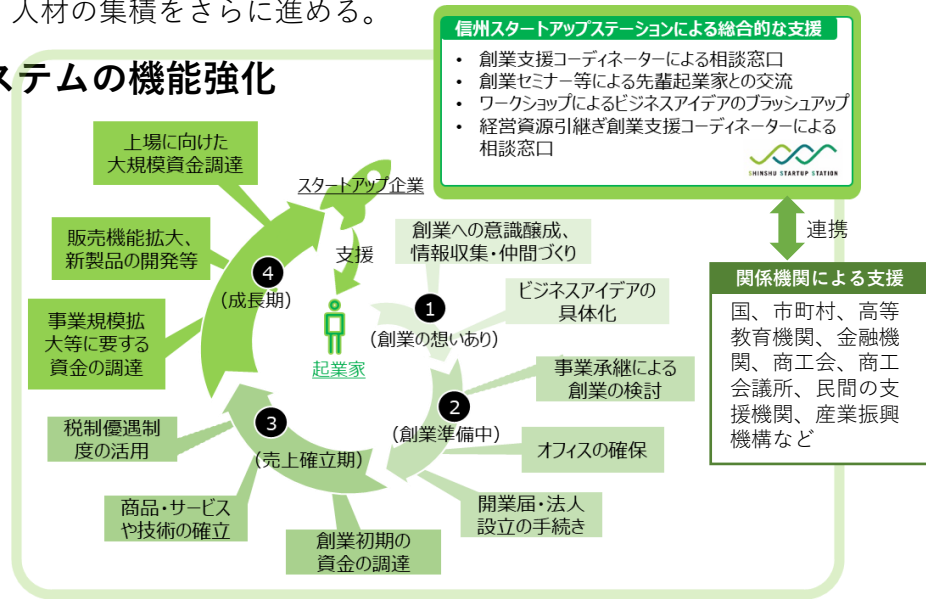 人材の集積をさらに進める。
ステムの機能強化
信州スタートアップステーションによる総合的な支援
• 創業支援コーディネーターによる相談窓口
• 創業セミナー等による先輩起業家との交流
• ワークショップによるビジネスアイデアのブラッシュアップ
• 経営資源引継ぎ創業支援コーディネーターによる
相談窓口
SHINSHU STARTUP STATION
連携
関係機関による支援
国、市町村、高等
教育機関、金融機
関、商工会、商工
会議所、民間の支
援機関、産業振興
機構など
スタートアップ企業
支援
起業家
1
(創業の想いあり)
創業への意識醸成、
情報収集・仲間づくり
ビジネスアイデアの
具体化
2
(創業準備中)
事業承継による
創業の検討
オフィスの確保
開業届・法人
設立の手続き
3
(売上確立期)
創業初期の
資金の調達
商品・サービス
や技術の確立
税制優遇制
度の活用
4
(成長期)
事業規模拡
大等に要する
資金の調達
販売機能拡大、
新製品の開発等
上場に向けた
大規模資金調達